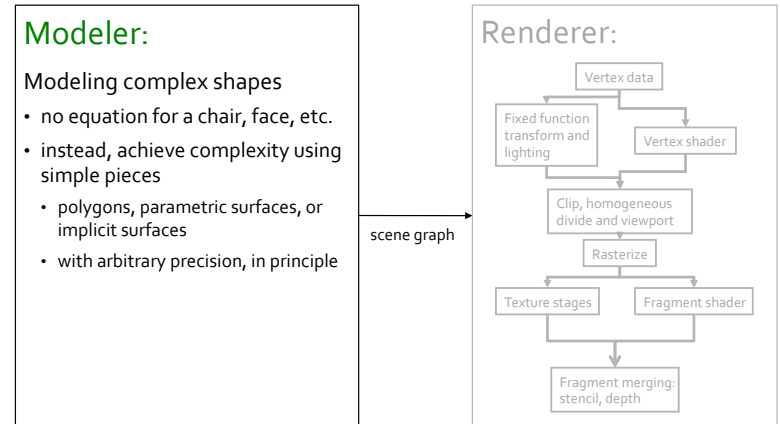 Modeler:
Modeling complex shapes
• no equation for a chair, face, etc.
• instead, achieve complexity using
simple pieces
• polygons, parametric surfaces, or
implicit surfaces
• with arbitrary precision, in principle
scene graph
Renderer:
Vertex data
Fixed function
transform and
lighting
Vertex shader
Clip, homogeneous
divide and viewport
Rasterize
Texture stages
Fragment shader
Fragment merging:
stencil, depth